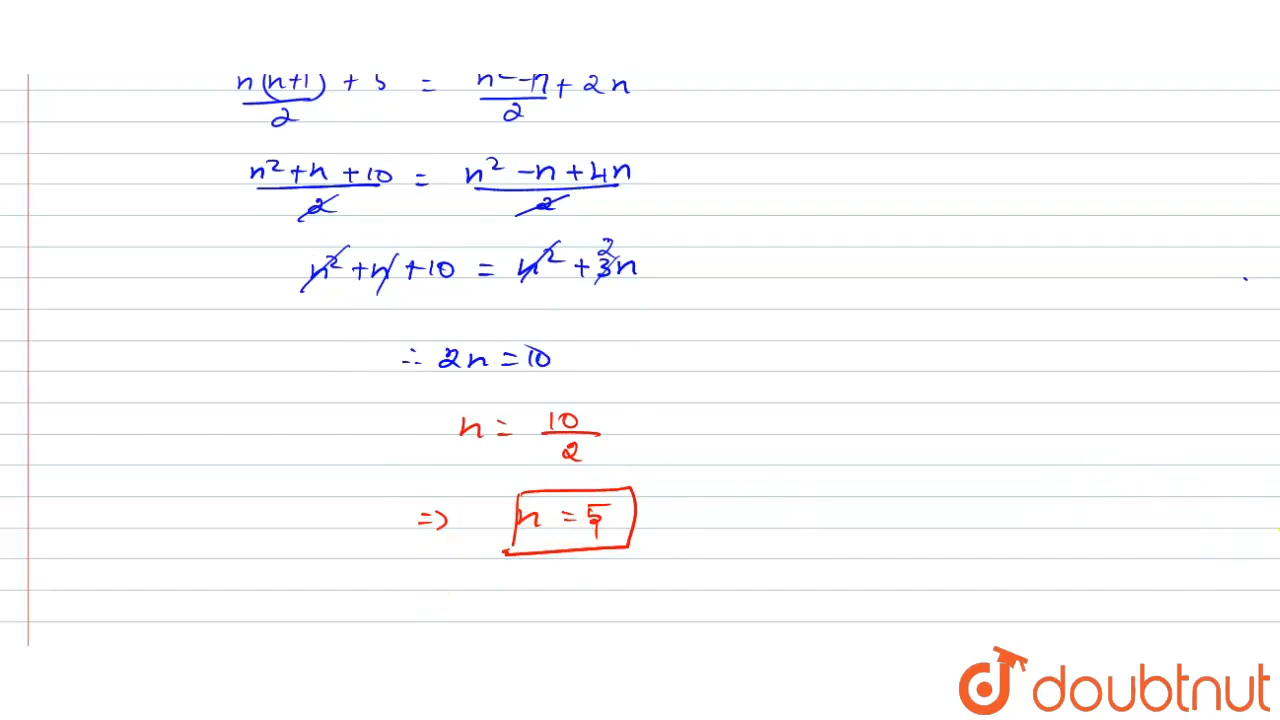 n(n+1)/2 + 5 = n²-n/2 + 2n
n²+n+10/2 = n²-n+4n/2
n²+n+10 = n²+3n 2
∴ 2n=10
n= 10/2
=> n=5
doubtnut